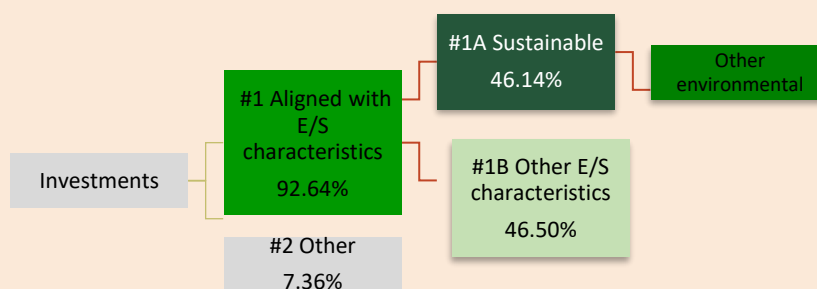 Investments
#1 Aligned with
E/S
characteristics
92.64%
#2 Other
7.36%
#1A Sustainable
46.14%
#1B Other E/S
characteristics
46.50%
Other
environmental